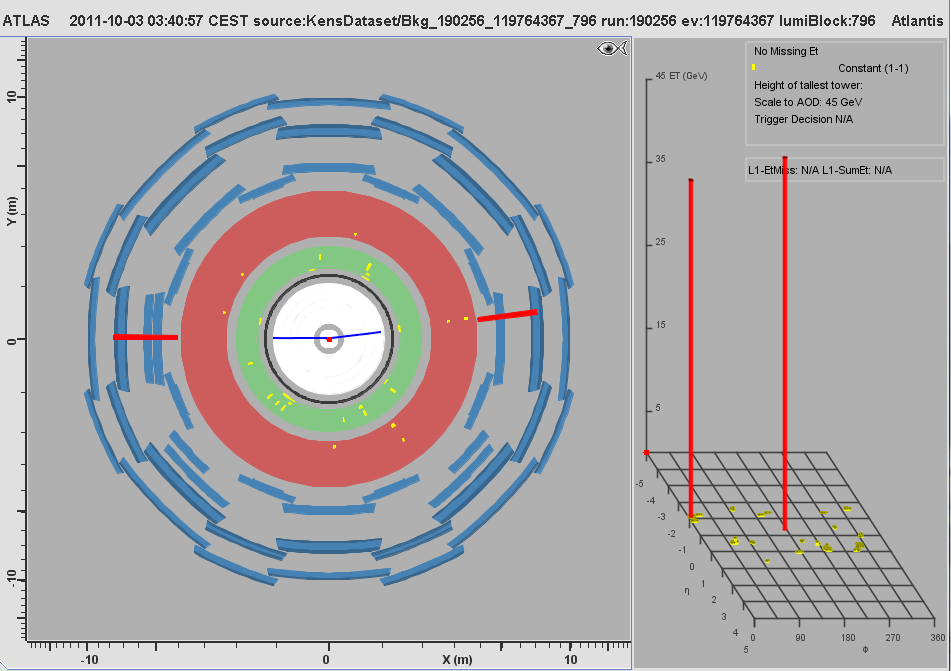 ATLAS 2011-10-03 03:40:57 CEST source:KensDataset/Bkg_190256_119764367_796 run:190256 ev:119764367 lumiBlock:796 Atlantis
No Missing Et
Constant (1-1)
Height of tallest tower:
Scale to AOD: 45 GeV
Trigger Decision N/A
L1-EtMiss: N/A L1-SumEt: N/A
45 ET (GeV)
35
25
15
5
-5
-4
-3
-2
-1
0
η
1
2
3
4
5
0 90 180 270 360
Φ
10
Y (m)
0
-10
-10 0 X (m) 10